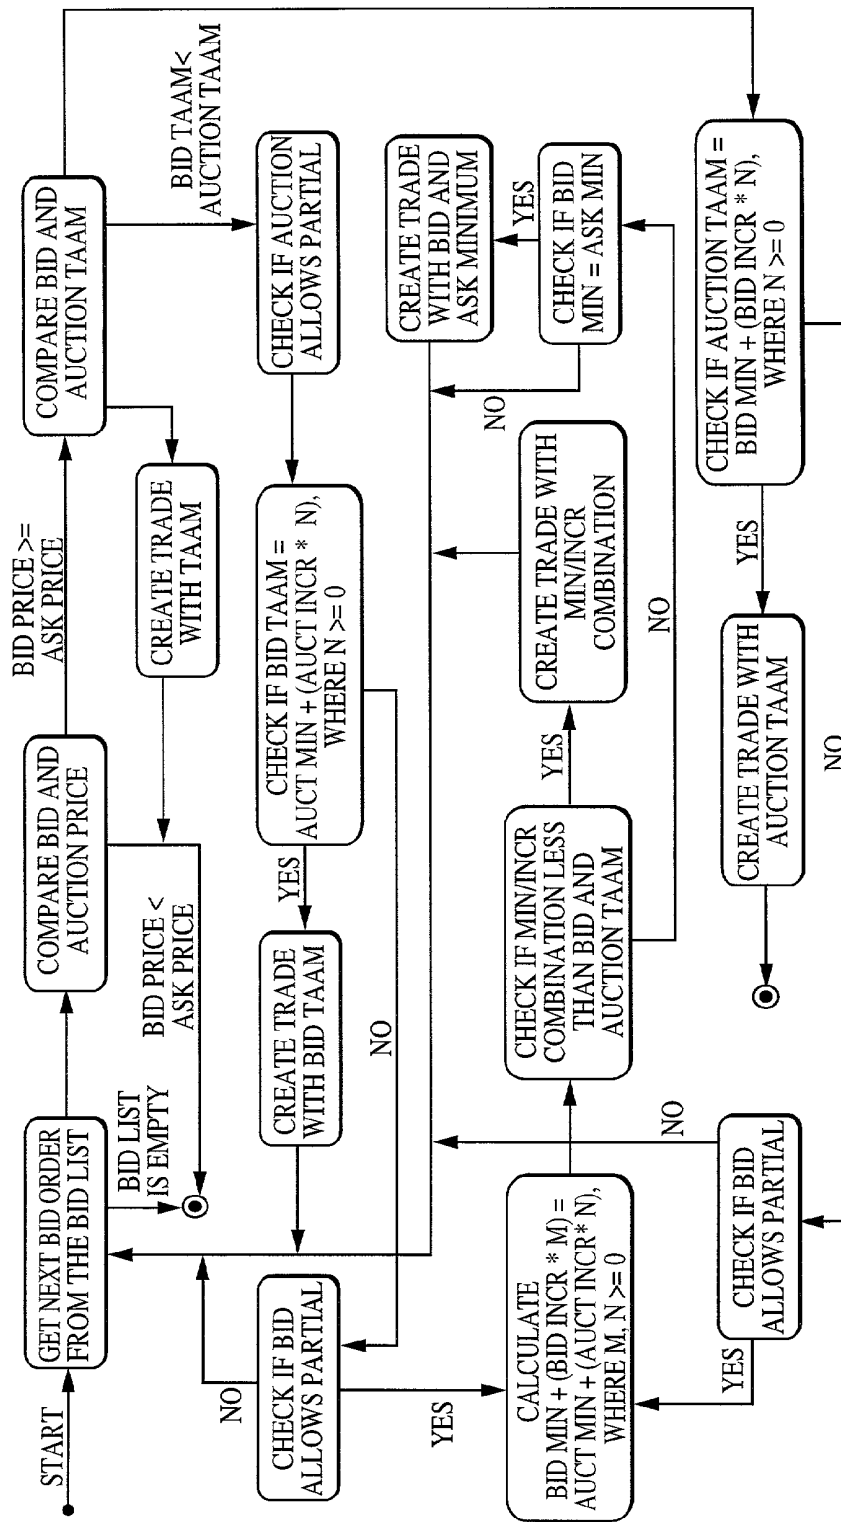 START
GET NEXT BID ORDER
FROM THE BID LIST
BID LIST
IS EMPTY
COMPARE BID AND
AUCTION PRICE
BID PRICE <
ASK PRICE
BID PRICE >=
ASK PRICE
COMPARE BID AND
AUCTION TAAM
CREATE TRADE
WITH TAAM
BID TAAM<
AUCTION TAAM
CHECK IF AUCTION
ALLOWS PARTIAL
CHECK IF BID TAAM =
AUCT MIN + (AUCT INCR * N),
WHERE N >= 0
YES
CREATE TRADE
WITH BID TAAM
NO
CHECK IF BID
ALLOWS PARTIAL
NO
YES
CALCULATE
BID MIN + (BID INCR * M) =
AUCT MIN + (AUCT INCR* N),
WHERE M, N >= 0
CHECK IF MIN/INCR
COMBINATION LESS
THAN BID AND
AUCTION TAAM
YES
CREATE TRADE WITH
MIN/INCR
COMBINATION
NO
CHECK IF BID
MIN = ASK MIN
YES
NO
CREATE TRADE
WITH BID AND
ASK MINIMUM
CHECK IF AUCTION TAAM =
BID MIN + (BID INCR * N),
WHERE N >= 0
YES
CREATE TRADE WITH
AUCTION TAAM
NO
CHECK IF BID
ALLOWS PARTIAL
YES
NO